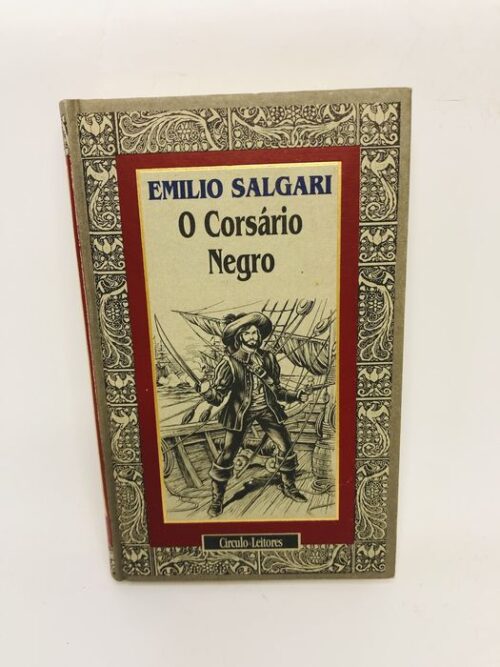 EMILIO SALGARI
O Corsário
Negro
Círculo-Leitores